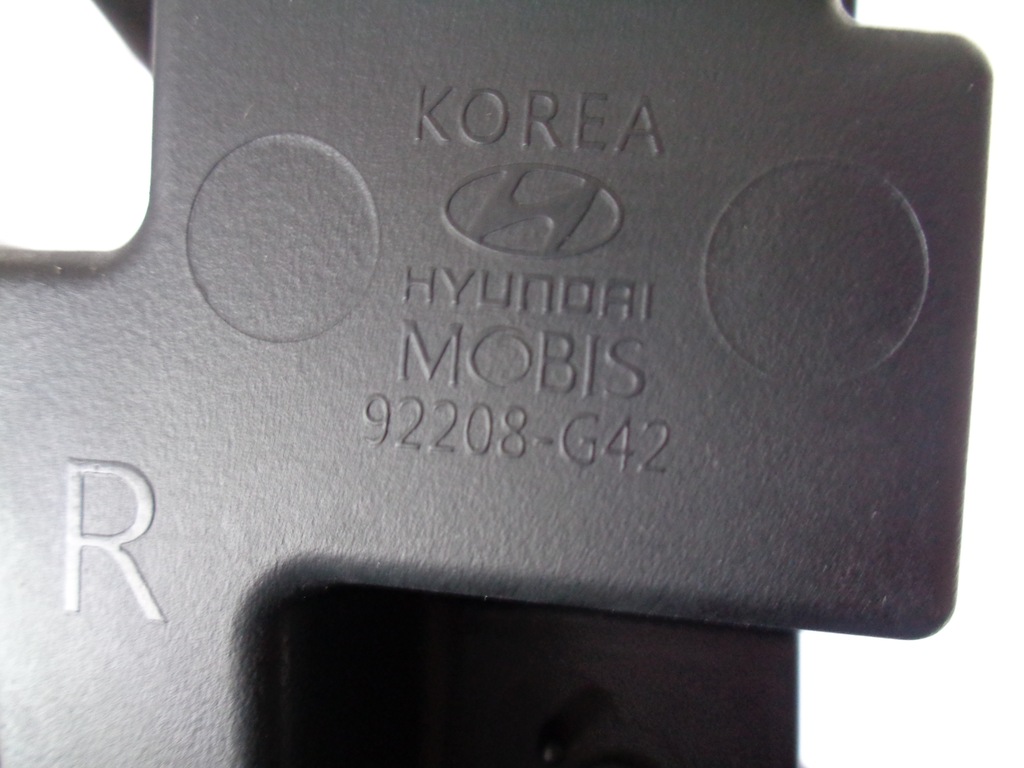 KOREA
HYUNDAI
MOBIS
92208-G42
R